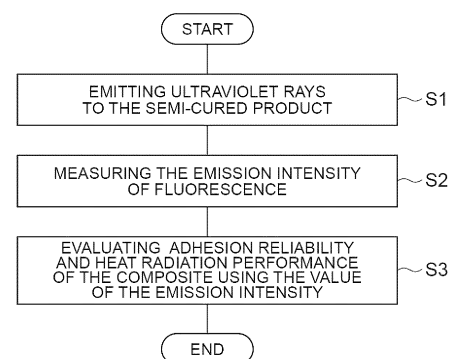 START
EMITTING ULTRAVIOLET RAYS
TO THE SEMI-CURED PRODUCT
S1
MEASURING THE EMISSION INTENSITY
OF FLUORESCENCE
S2
EVALUATING ADHESION RELIABILITY
AND HEAT RADIATION PERFORMANCE
OF THE COMPOSITE USING THE VALUE
OF THE EMISSION INTENSITY
S3
END